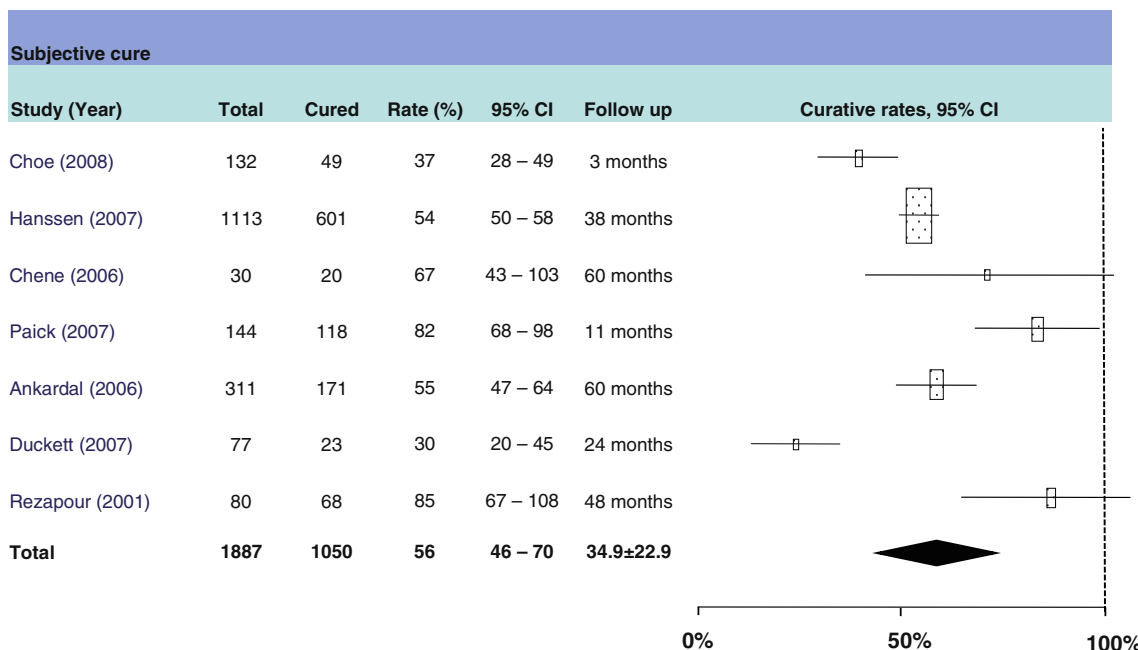 Subjective cure
Study (Year) Total Cured Rate (%) 95% CI Follow up Curative rates, 95% CI
Choe (2008) 132 49 37 28 – 49 3 months
Hanssen (2007) 1113 601 54 50 – 58 38 months
Chene (2006) 30 20 67 43 – 103 60 months
Paick (2007) 144 118 82 68 – 98 11 months
Ankardal (2006) 311 171 55 47 – 64 60 months
Duckett (2007) 77 23 30 20 – 45 24 months
Rezapour (2001) 80 68 85 67 – 108 48 months
Total 1887 1050 56 46 – 70 34.9±22.9
0% 50% 100%